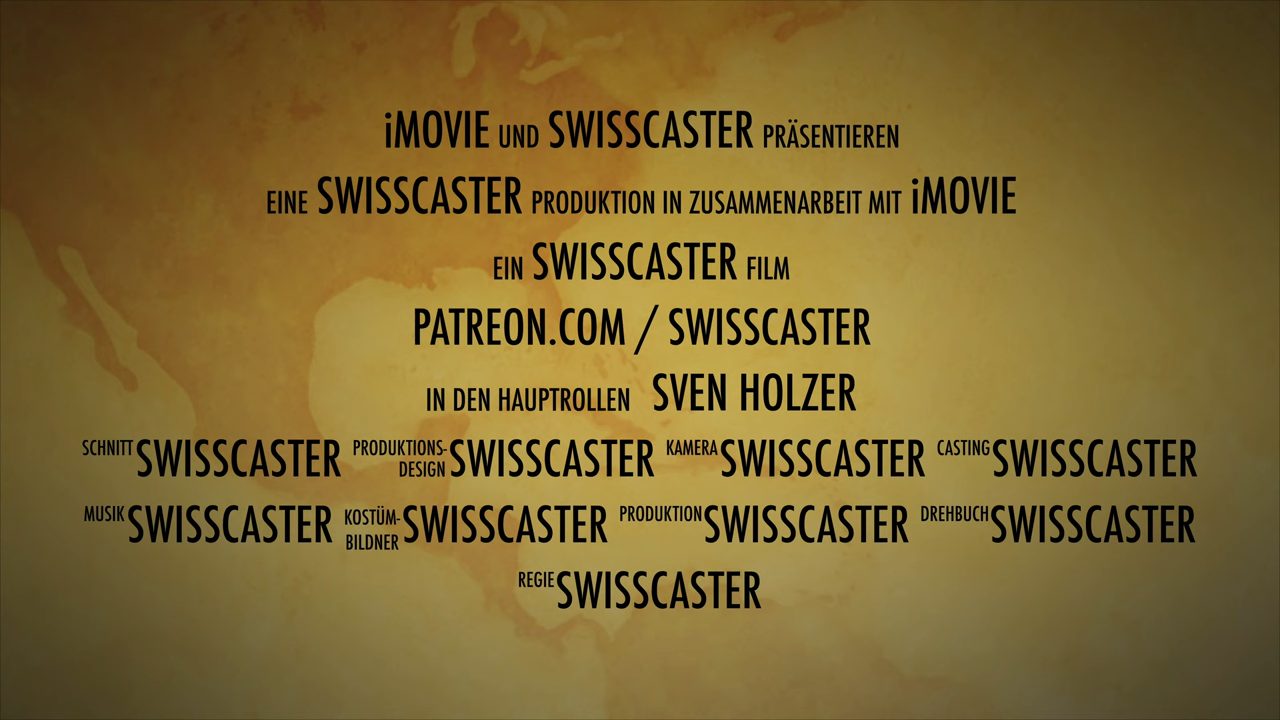 iMOVIE UND SWISSCASTER PRÄSENTIEREN
EINE SWISSCASTER PRODUKTION IN ZUSAMMENARBEIT MIT iMOVIE
EIN SWISSCASTER FILM
PATREON.COM / SWISSCASTER
IN DEN HAUPTROLLEN SVEN HOLZER
SCHNITT SWISSCASTER PRODUKTIONS-DESIGN SWISSCASTER KAMERA SWISSCASTER CASTING SWISSCASTER
MUSIK SWISSCASTER KOSTÜM-BILDNER SWISSCASTER PRODUKTION SWISSCASTER DREHBUCH SWISSCASTER
REGIE SWISSCASTER